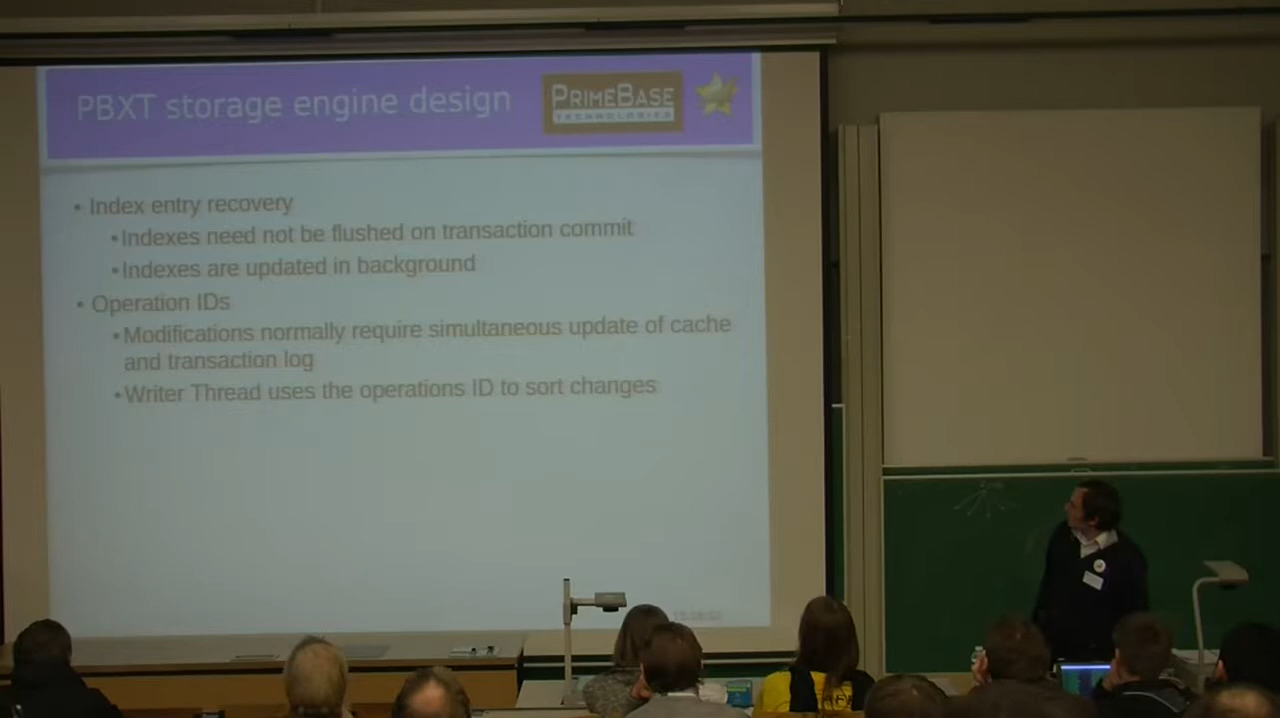 PBXT storage engine design
PRIMEBASE
TECHNOLOGIES
• Index entry recovery
•Indexes need not be flushed on transaction commit
•Indexes are updated in background
• Operation IDs
•Modifications normally require simultaneous update of cache
and transaction log
•Writer Thread uses the operations ID to sort changes